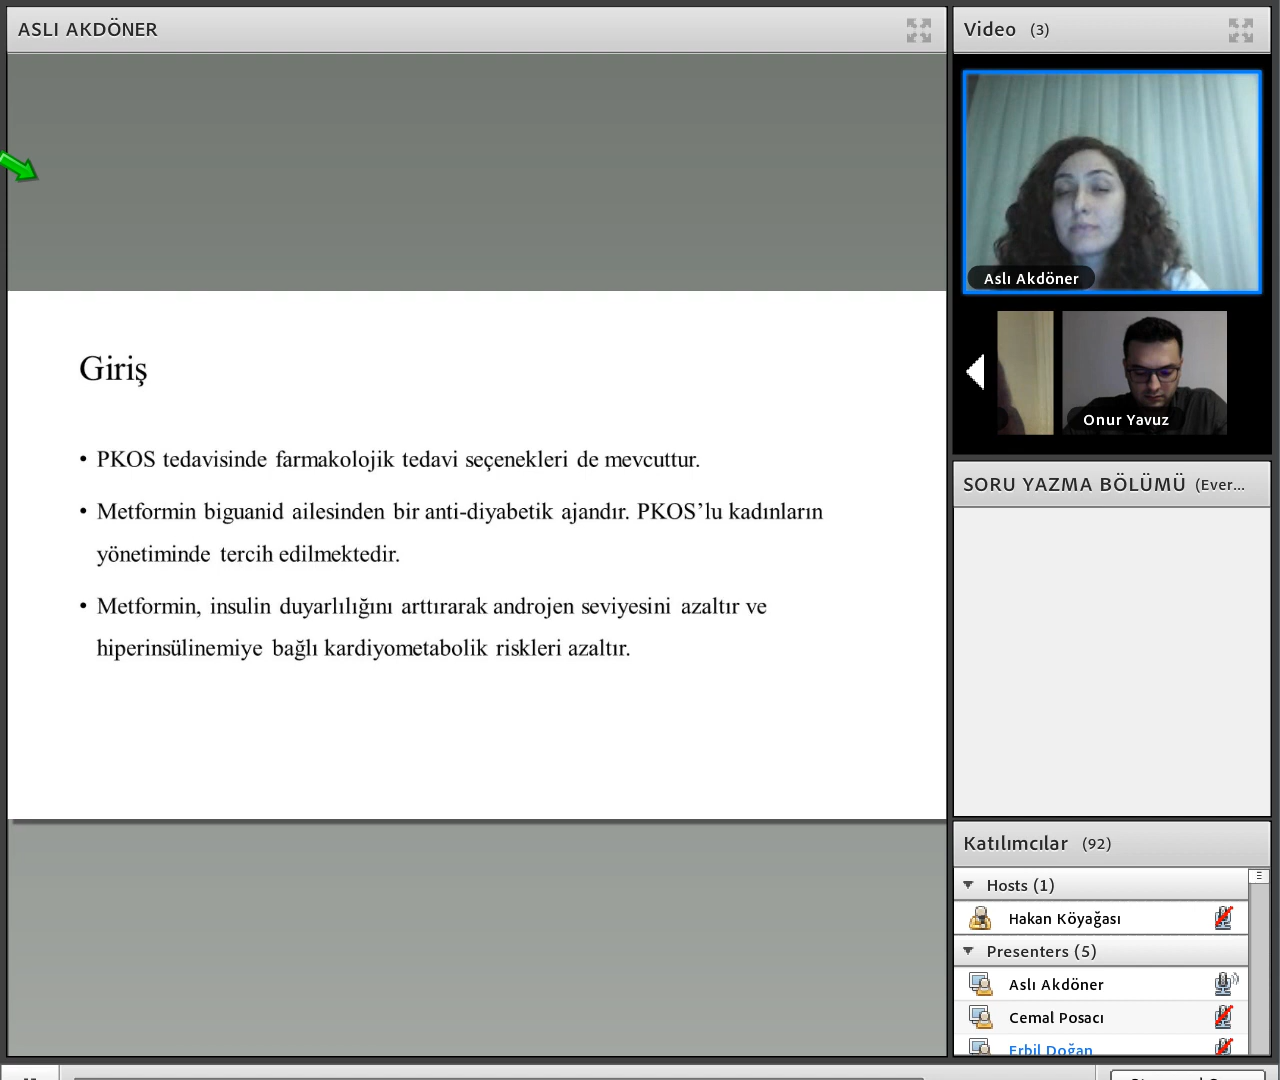 ASLI AKDÖNER
Giriş
• PKOS tedavisinde farmakolojik tedavi seçenekleri de mevcuttur.
• Metformin biguanid ailesinden bir anti-diyabetik ajandır. PKOS’lu kadınların
yönetiminde tercih edilmektedir.
• Metformin, insulin duyarlılığını arttırarak androjen seviyesini azaltır ve
hiperinsülinemiye bağlı kardiyometabolik riskleri azaltır.
Video (3)
Aslı Akdöner
Onur Yavuz
SORU YAZMA BÖLÜMÜ (Ever...
Katılımcılar (92)
Hosts (1)
Hakan Köyağası
Presenters (5)
Aslı Akdöner
Cemal Posacı
Erbil Doğan